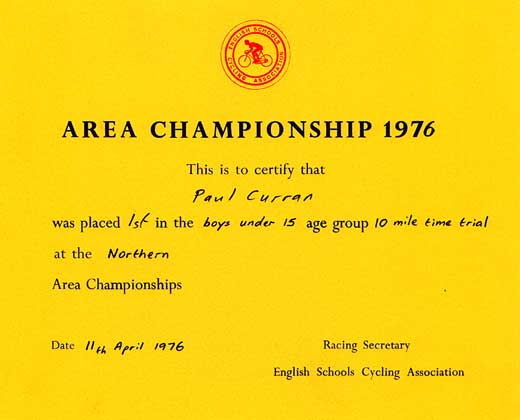 ENGLISH SCHOOLS
CYCLING ASSOCIATION
AREA CHAMPIONSHIP 1976
This is to certify that
Paul Curran
was placed 1st in the boys under 15 age group 10 mile time trial
at the Northern
Area Championships
Date 11th April 1976
Racing Secretary
English Schools Cycling Association